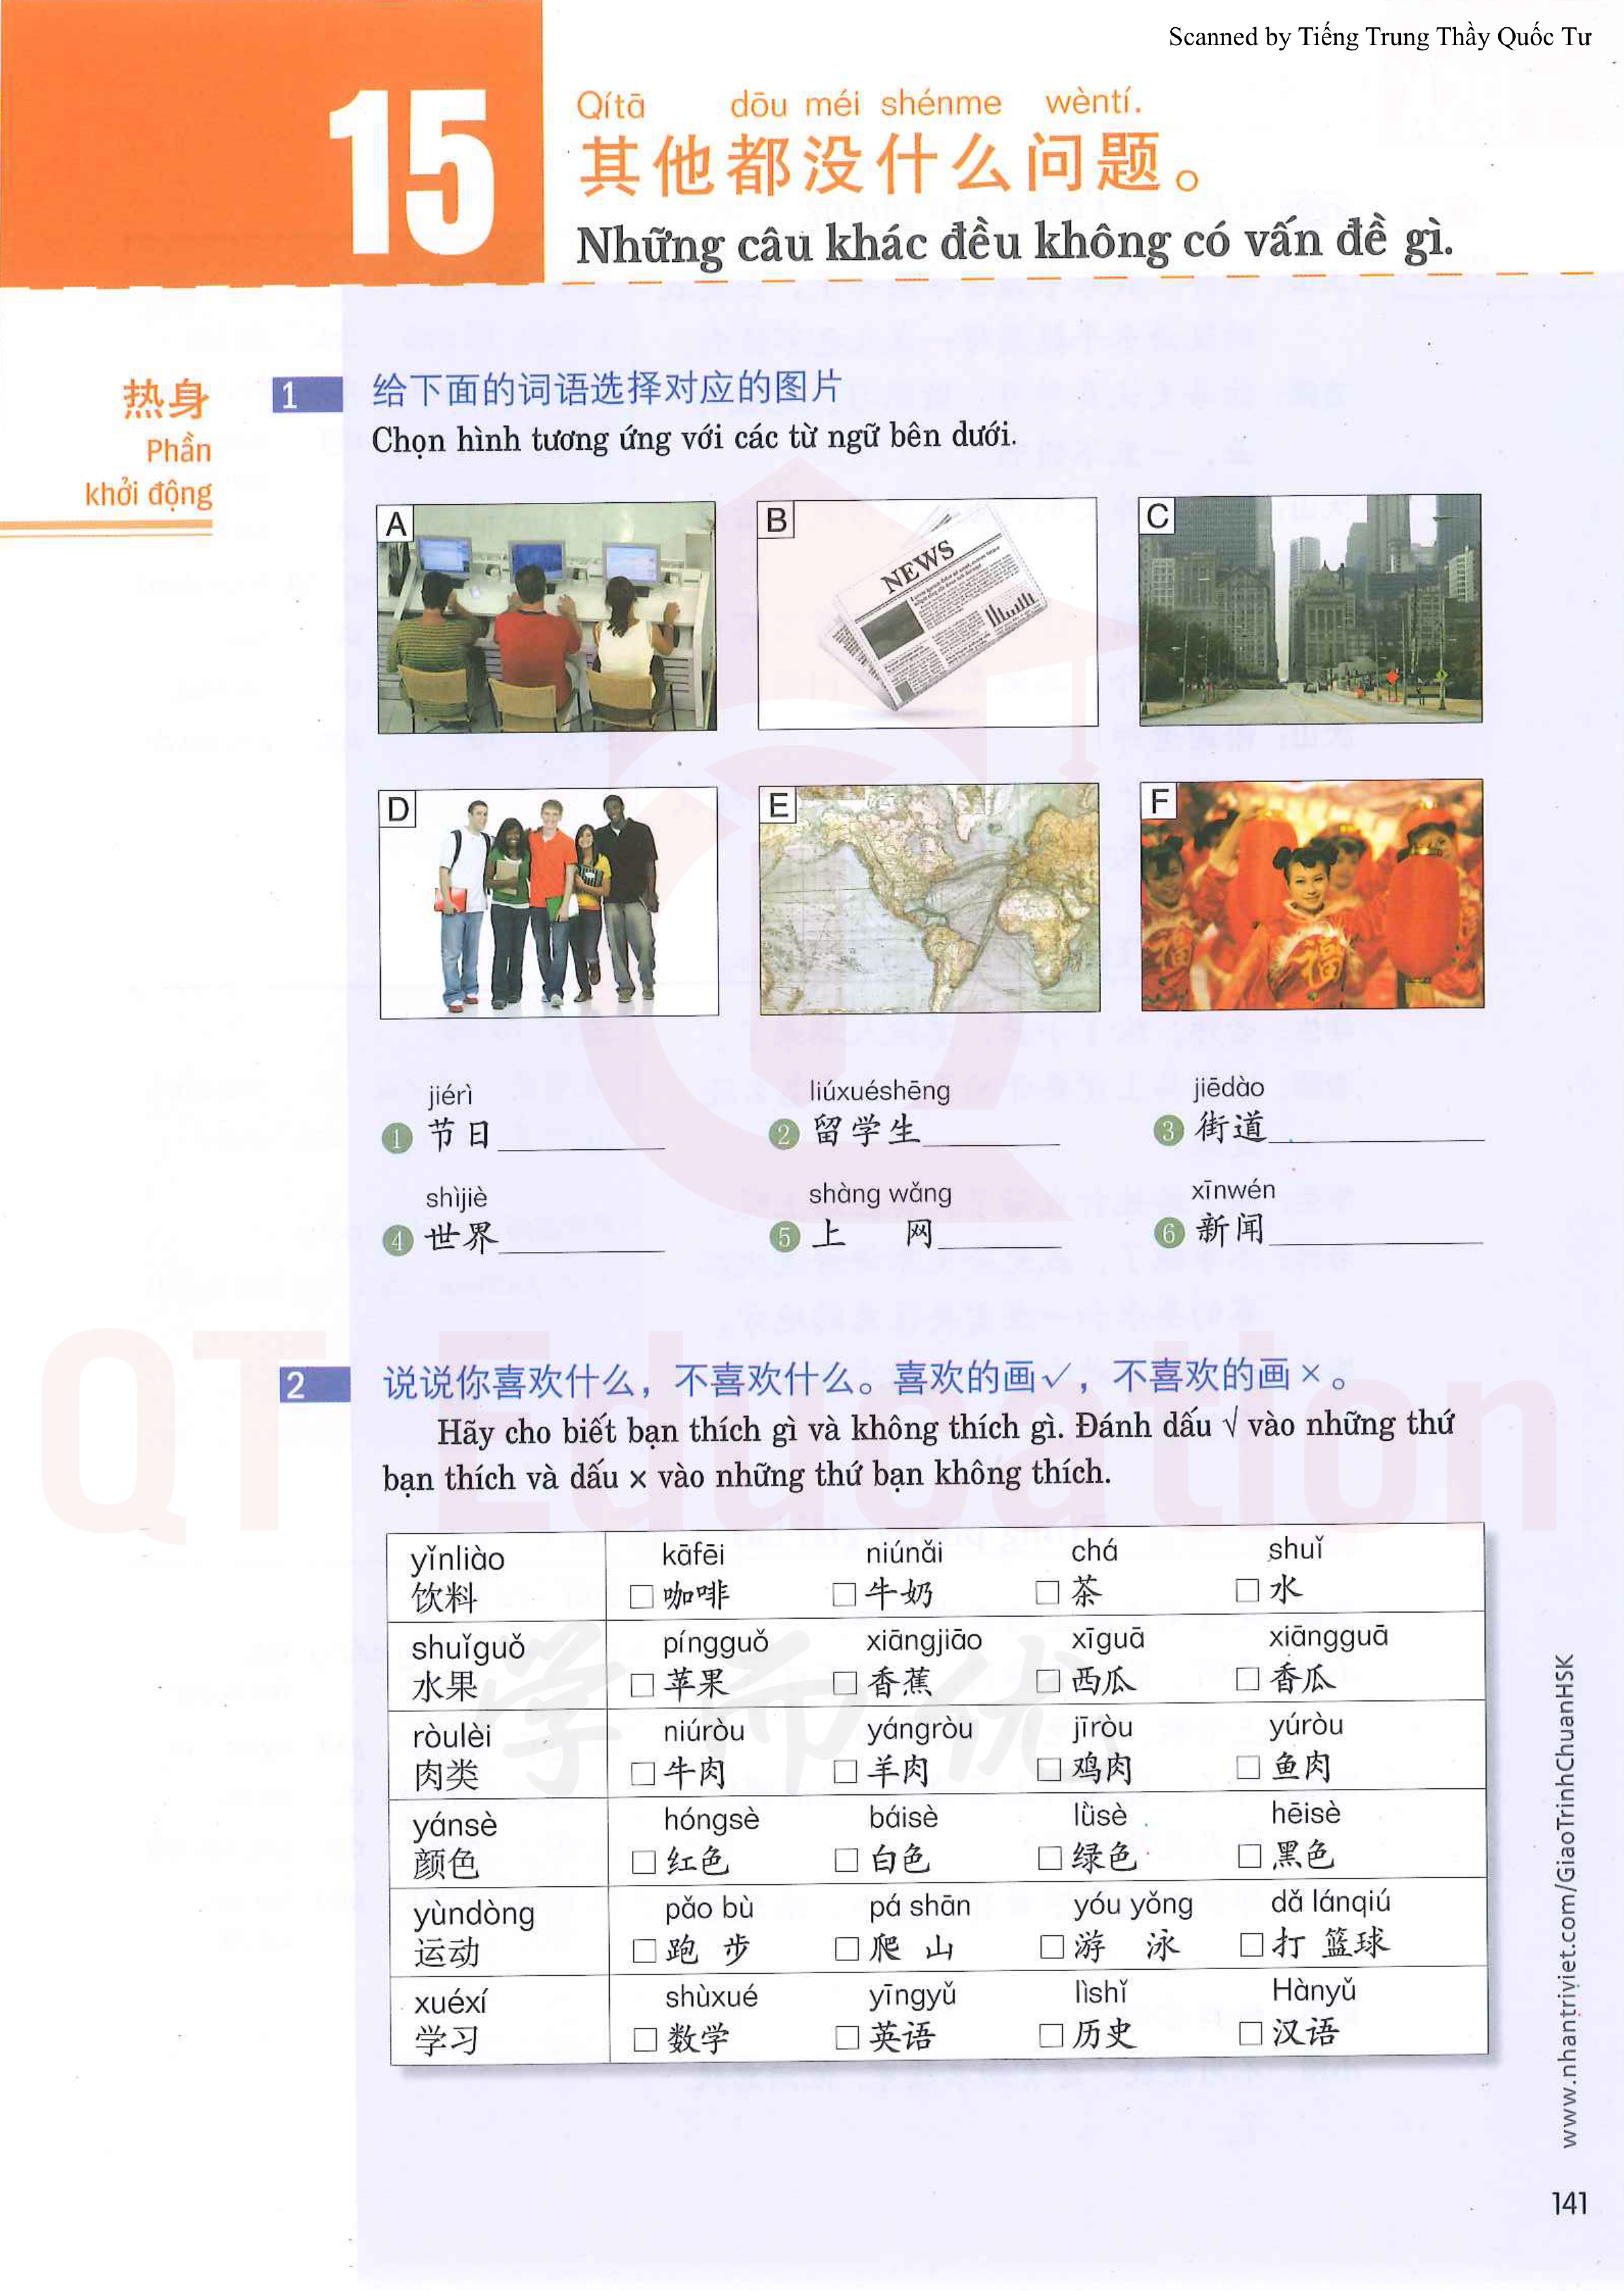 Scanned by Tiếng Trung Thầy Quốc Tư
15
Qítā dōu méi shénme wèntí.
其他都没什么问题。
Những câu khác đều không có vấn đề gì.
热身
Phần
khởi động
1 给下面的词语选择对应的图片
Chọn hình tương ứng với các từ ngữ bên dưới.
A B C
NEWS
D E F
福 福
jiérì liúxuéshēng jiēdào
1 节日 2 留学生 3 街道
shìjiè shàng wǎng xīnwén
4 世界 5 上 网 6 新闻
2 说说你喜欢什么，不喜欢什么。喜欢的画√，不喜欢的画×。
Hãy cho biết bạn thích gì và không thích gì. Đánh dấu √ vào những thứ
bạn thích và dấu × vào những thứ bạn không thích.
QT Education
yǐnliào kāfēi niúnǎi chá shuǐ
饮料 □ 咖啡 □ 牛奶 □ 茶 □ 水
shuǐguǒ píngguǒ xiāngjiāo xīguā xiāngguā
水果 □ 苹果 □ 香蕉 □ 西瓜 □ 香瓜
学而优
ròulèi niúròu yángròu jīròu yúròu
肉类 □ 牛肉 □ 羊肉 □ 鸡肉 □ 鱼肉
yánsè hóngsè báisè lǜsè hēisè
颜色 □ 红色 □ 白色 □ 绿色 □ 黑色
yùndòng pǎo bù pá shān yóu yǒng dǎ lánqiú
运动 □ 跑 步 □ 爬 山 □ 游 泳 □ 打 篮球
xuéxí shùxué yīngyǔ lìshǐ Hànyǔ
学习 □ 数学 □ 英语 □ 历史 □ 汉语
www.nhantriviet.com/GiaoTrinhChuanHSK
141